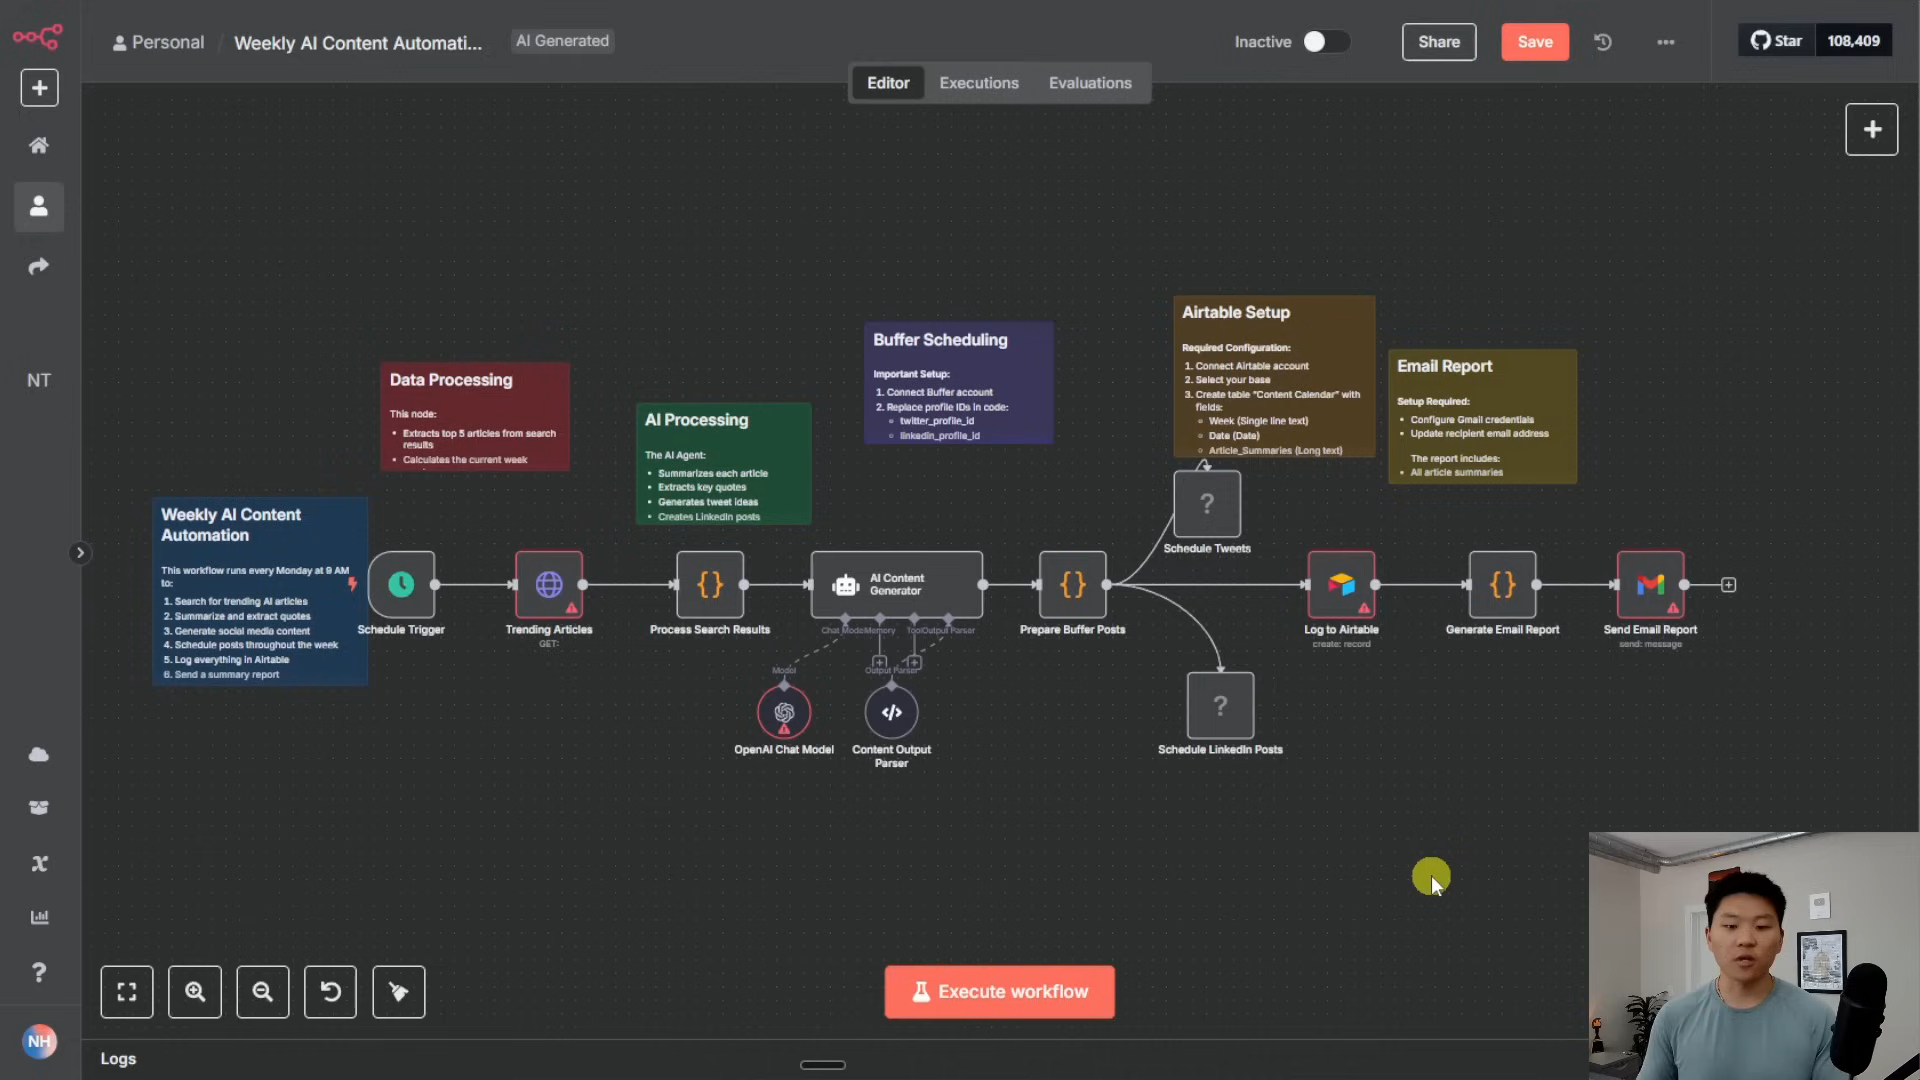 Personal / Weekly AI Content Automati... AI Generated
Inactive
Share
Save
Star 108,409
Editor Executions Evaluations
NT
Weekly AI Content
Automation
This workflow runs every Monday at 9 AM
to:
1. Search for trending AI articles
2. Summarize and extract quotes
3. Generate social media content
4. Schedule posts throughout the week
5. Log everything in Airtable
6. Send a summary report
Data Processing
This node:
• Extracts top 5 articles from search
results
• Calculates the current week
AI Processing
The AI Agent:
• Summarizes each article
• Extracts key quotes
• Generates tweet ideas
• Creates LinkedIn posts
Buffer Scheduling
Important Setup:
1. Connect Buffer account
2. Replace profile IDs in code:
twitter_profile_id
linkedin_profile_id
Airtable Setup
Required Configuration:
1. Connect Airtable account
2. Select your base
3. Create table "Content Calendar" with
fields:
Week (Single line text)
Date (Date)
Article_Summaries (Long text)
Email Report
Setup Required:
• Configure Gmail credentials
• Update recipient email address
The report includes:
• All article summaries
Schedule Trigger
Trending Articles
GET:
Process Search Results
AI Content
Generator
Chat Model
Memory
Tool
Output Parser
Model
Output Parser
OpenAI Chat Model
Content Output
Parser
Prepare Buffer Posts
?
Schedule Tweets
?
Schedule LinkedIn Posts
Log to Airtable
create: record
Generate Email Report
Send Email Report
send: message
Execute workflow
NH
Logs